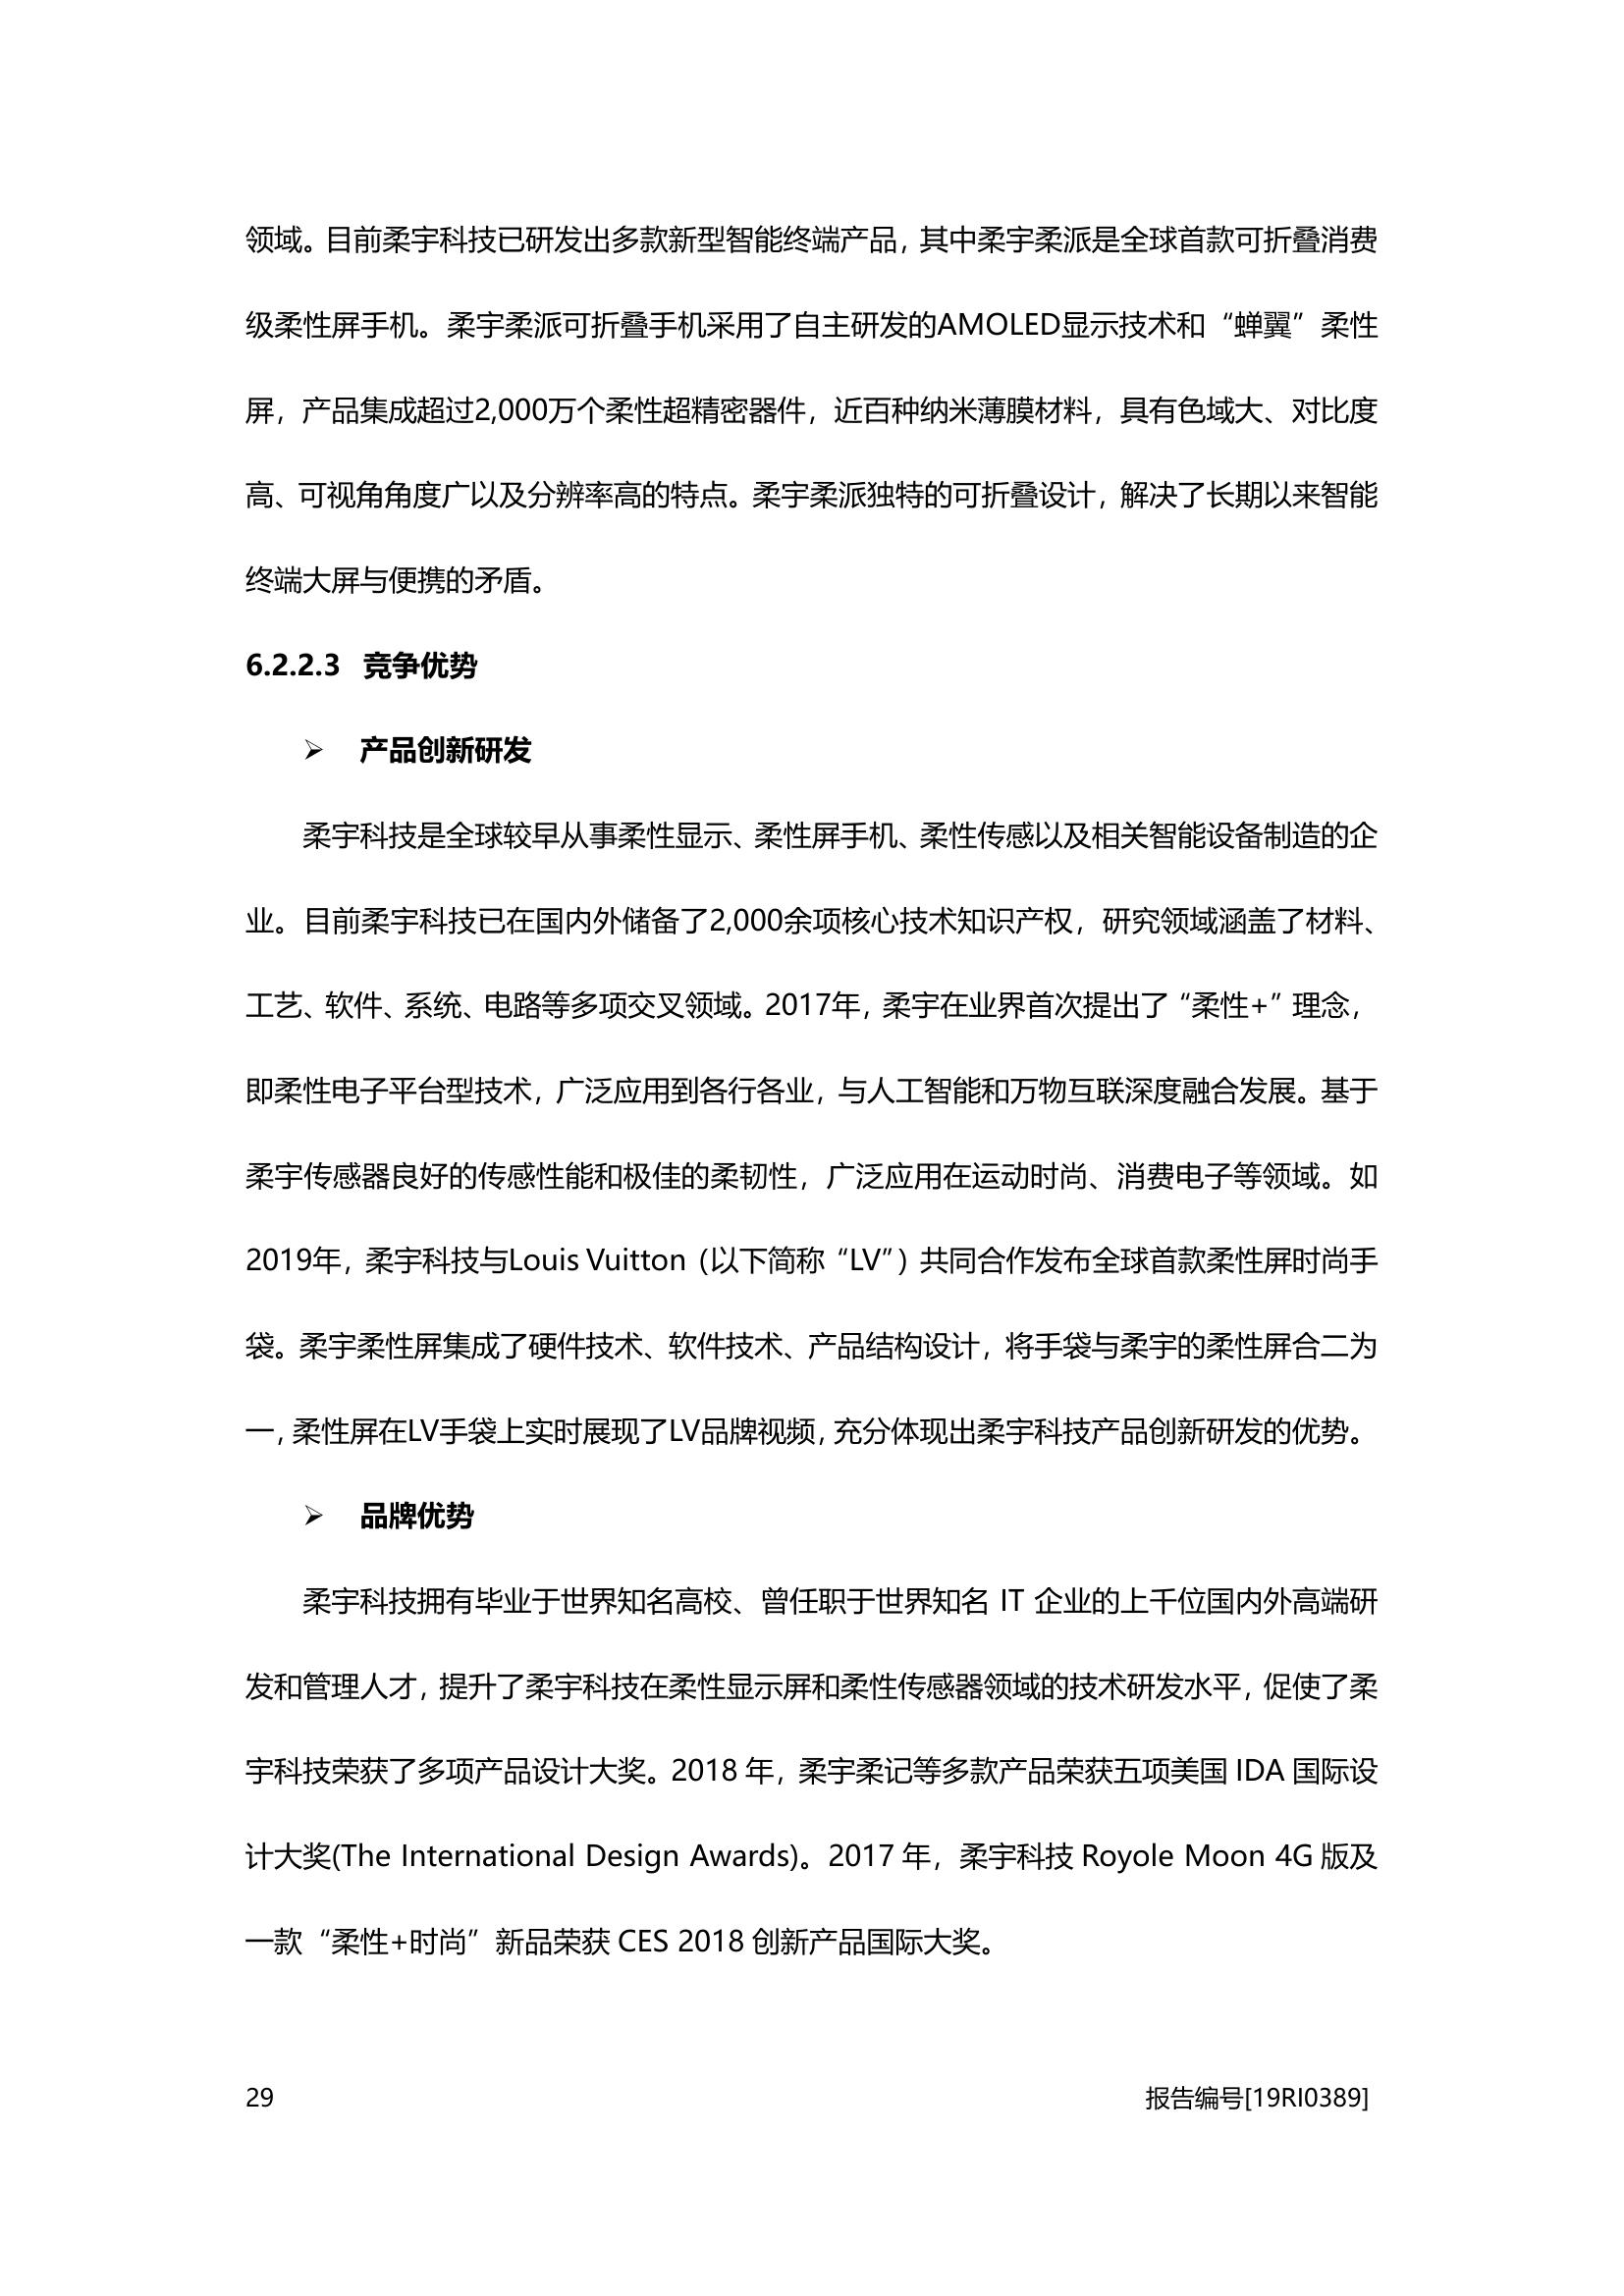 领域。目前柔宇科技已研发出多款新型智能终端产品，其中柔宇柔派是全球首款可折叠消费
级柔性屏手机。柔宇柔派可折叠手机采用了自主研发的AMOLED显示技术和“蝉翼”柔性
屏，产品集成超过2,000万个柔性超精密器件，近百种纳米薄膜材料，具有色域大、对比度
高、可视角角度广以及分辨率高的特点。柔宇柔派独特的可折叠设计，解决了长期以来智能
终端大屏与便携的矛盾。
6.2.2.3 竞争优势
➢ 产品创新研发
柔宇科技是全球较早从事柔性显示、柔性屏手机、柔性传感以及相关智能设备制造的企
业。目前柔宇科技已在国内外储备了2,000余项核心技术知识产权，研究领域涵盖了材料、
工艺、软件、系统、电路等多项交叉领域。2017年，柔宇在业界首次提出了“柔性+”理念，
即柔性电子平台型技术，广泛应用到各行各业，与人工智能和万物互联深度融合发展。基于
柔宇传感器良好的传感性能和极佳的柔韧性，广泛应用在运动时尚、消费电子等领域。如
2019年，柔宇科技与Louis Vuitton（以下简称“LV”）共同合作发布全球首款柔性屏时尚手
袋。柔宇柔性屏集成了硬件技术、软件技术、产品结构设计，将手袋与柔宇的柔性屏合二为
一，柔性屏在LV手袋上实时展现了LV品牌视频，充分体现出柔宇科技产品创新研发的优势。
➢ 品牌优势
柔宇科技拥有毕业于世界知名高校、曾任职于世界知名 IT 企业的上千位国内外高端研
发和管理人才，提升了柔宇科技在柔性显示屏和柔性传感器领域的技术研发水平，促使了柔
宇科技荣获了多项产品设计大奖。2018 年，柔宇柔记等多款产品荣获五项美国 IDA 国际设
计大奖(The International Design Awards)。2017 年，柔宇科技 Royole Moon 4G 版及
一款“柔性+时尚”新品荣获 CES 2018 创新产品国际大奖。
29 报告编号[19RI0389]